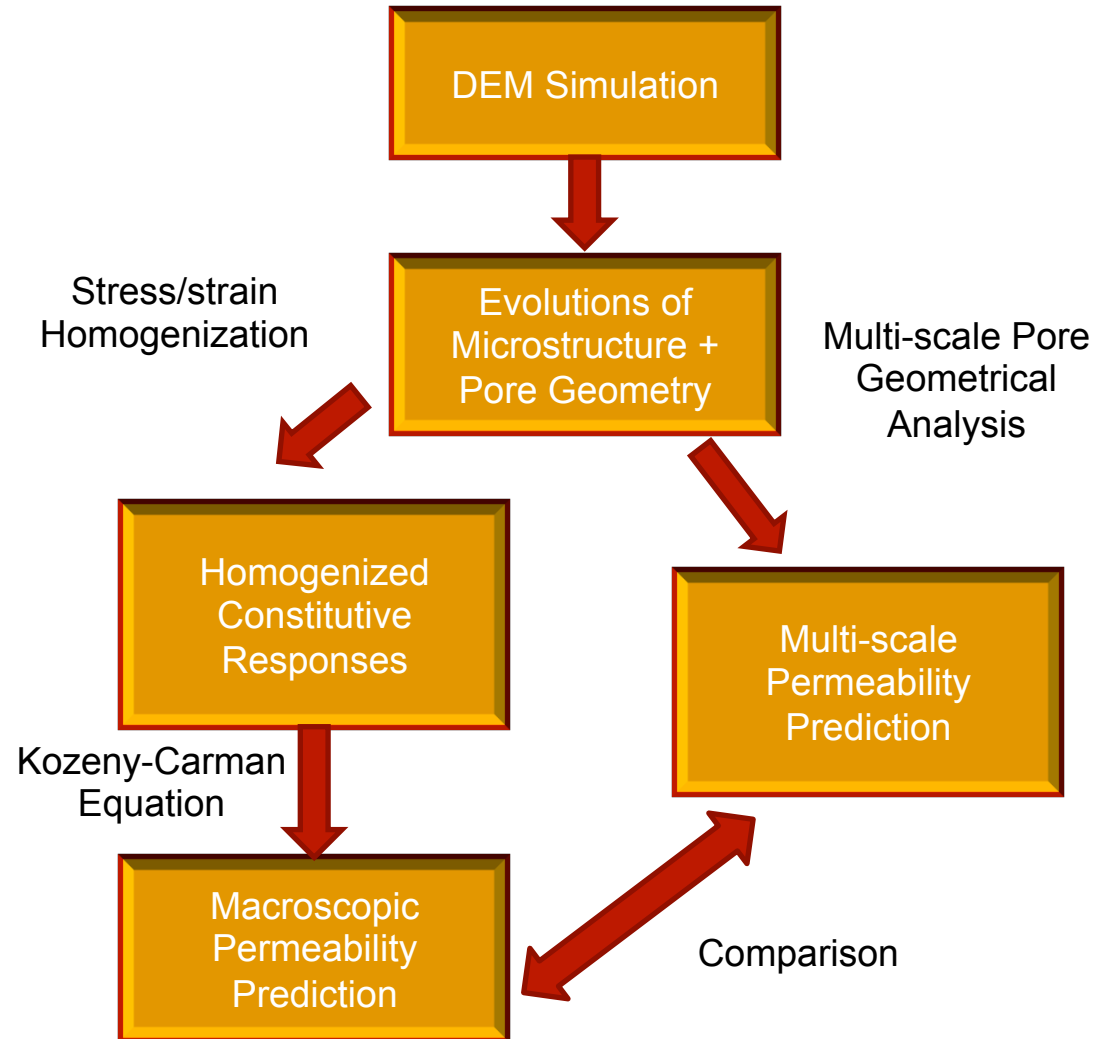 DEM Simulation
Stress/strain
Homogenization
Evolutions of
Microstructure +
Pore Geometry
Multi-scale Pore
Geometrical
Analysis
Homogenized
Constitutive
Responses
Multi-scale
Permeability
Prediction
Kozeny-Carman
Equation
Macroscopic
Permeability
Prediction
Comparison